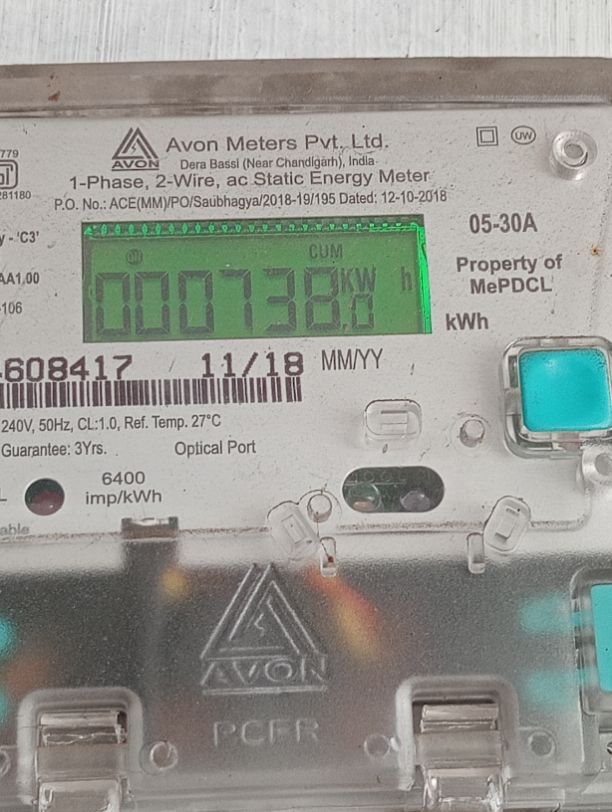 779
281180
AVON
Avon Meters Pvt. Ltd.
Dera Bassi (Near Chandigarh), India
1-Phase, 2-Wire, ac Static Energy Meter
P.O. No.: ACE(MM)/PO/Saubhagya/2018-19/195 Dated: 12-10-2018
UW
y - 'C3'
AA1.00
-106
CUM
000738.0
KW h
05-30A
Property of
MePDCL
kWh
608417 11/18 MM/YY
240V, 50Hz, CL:1.0, Ref. Temp. 27°C
Guarantee: 3Yrs. Optical Port
6400
imp/kWh
able
AVON